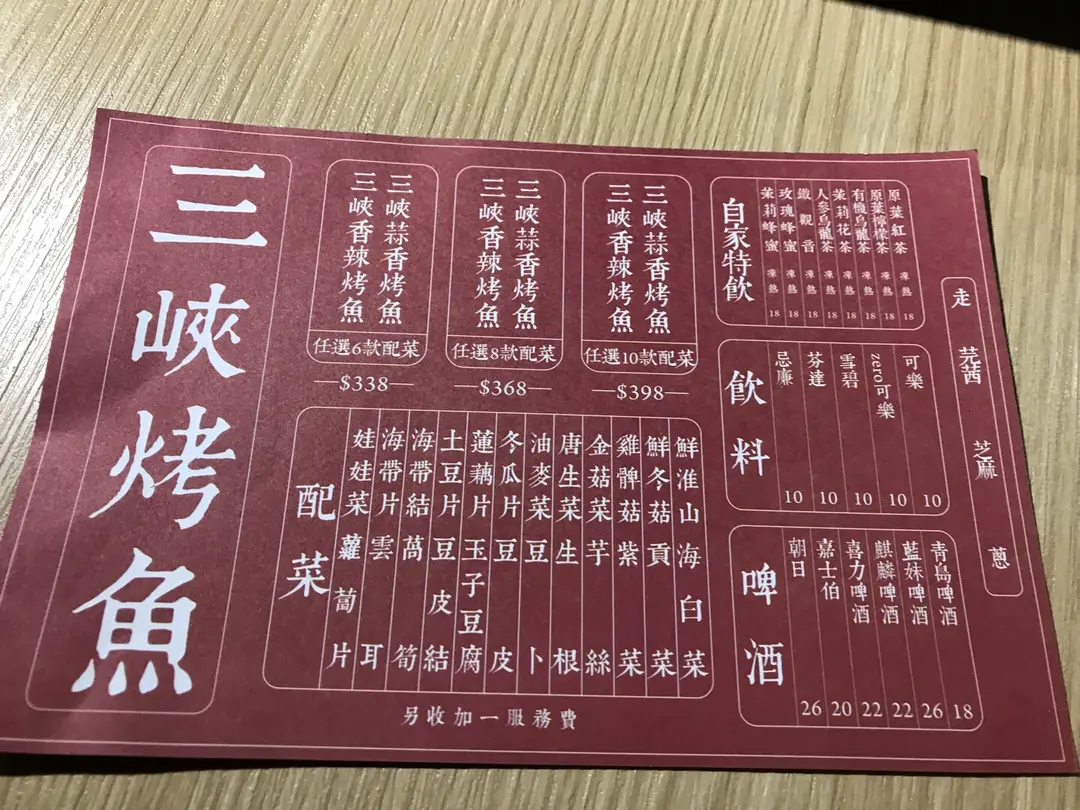 三峽烤魚
三峽蒜香烤魚
三峽香辣烤魚
任選6款配菜
$338
三峽蒜香烤魚
三峽香辣烤魚
任選8款配菜
$368
三峽蒜香烤魚
三峽香辣烤魚
任選10款配菜
$398
配菜
鮮淮山 海白菜
鮮冬菇 貢菜
雞髀菇 紫菜
金菇菜 芋絲
唐生菜 生根
油麥菜 豆卜
冬瓜片 豆皮
蓮藕片 玉子豆腐
土豆片 豆皮結
海帶結 萬筍
海帶片 雲耳
娃娃菜 蘿蔔片
另收加一服務費
自家特飲
原葉紅茶 凍熱 18
原葉檸檬茶 凍熱 18
有機烏龍茶 凍熱 18
茉莉花茶 凍熱 18
人參烏龍茶 凍熱 18
鐵觀音 凍熱 18
玫瑰蜂蜜 凍熱 18
茉莉蜂蜜 凍熱 18
飲料
可樂 10
zero可樂 10
雪碧 10
芬達 10
忌廉 10
啤酒
青島啤酒 18
藍妹啤酒 26
麒麟啤酒 22
喜力啤酒 22
嘉士伯 20
朝日 26
走 芫茜 芝麻 蔥